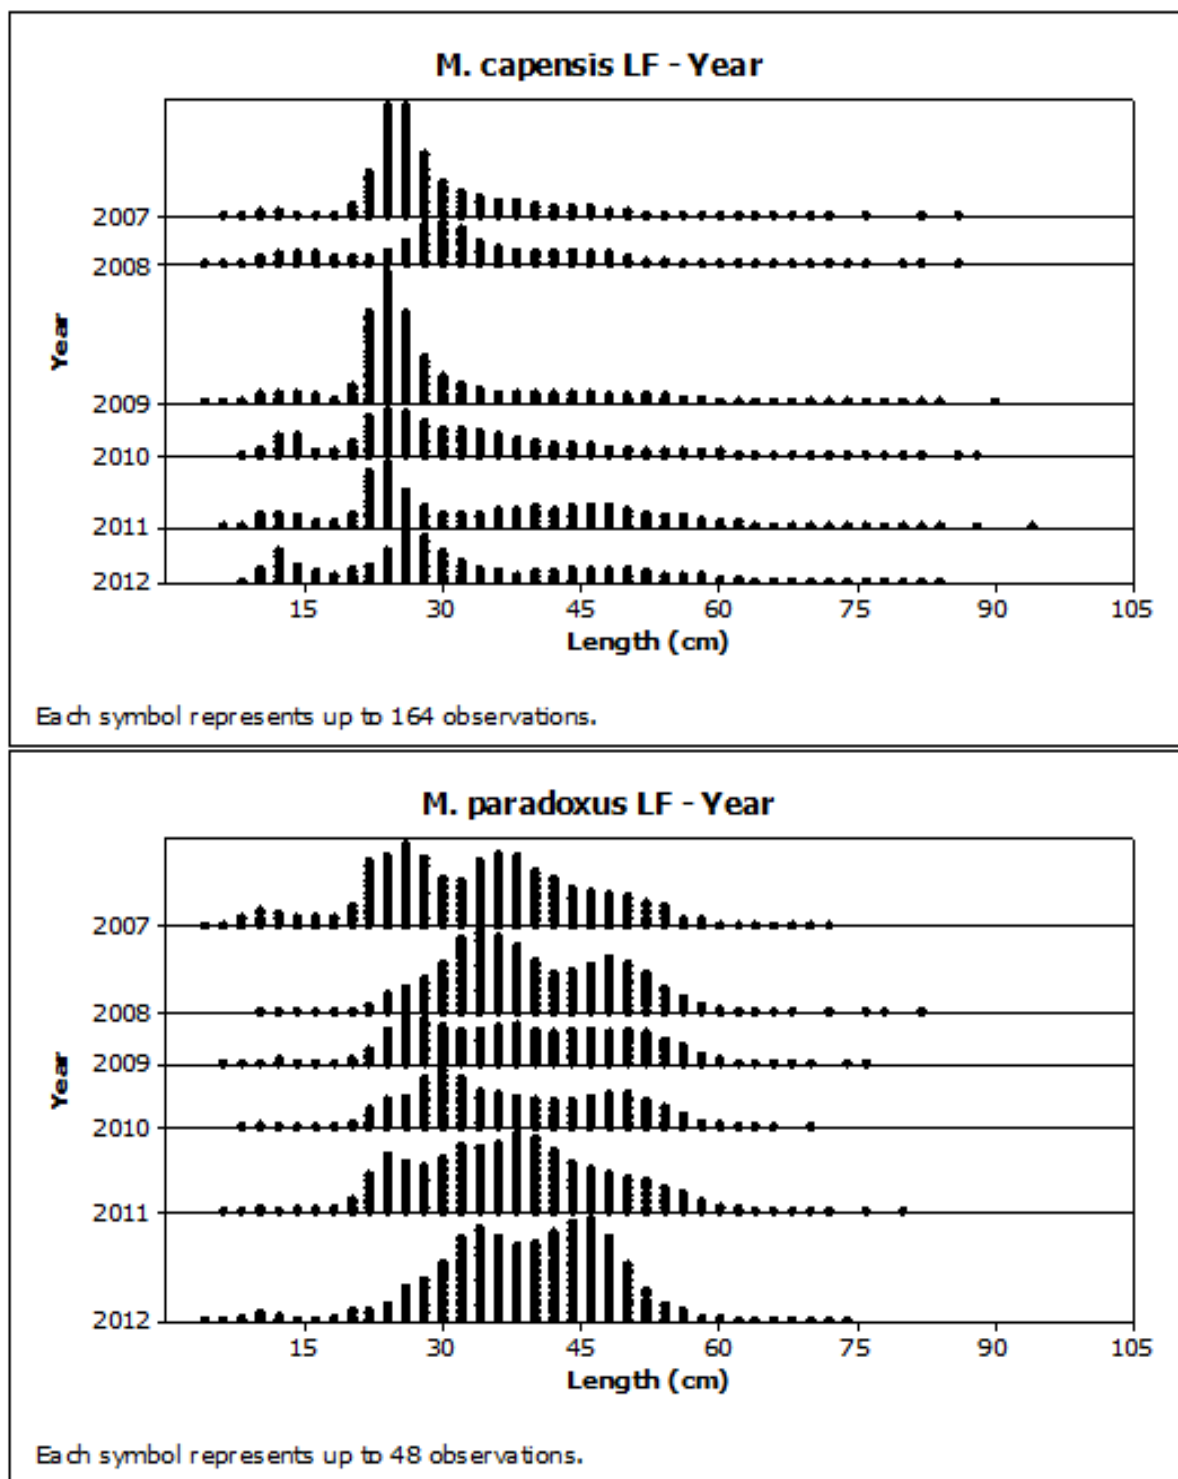 M. capensis LF - Year
Year
2007
2008
2009
2010
2011
2012
15 30 45 60 75 90 105
Length (cm)
Each symbol represents up to 164 observations.
M. paradoxus LF - Year
Year
2007
2008
2009
2010
2011
2012
15 30 45 60 75 90 105
Length (cm)
Each symbol represents up to 48 observations.